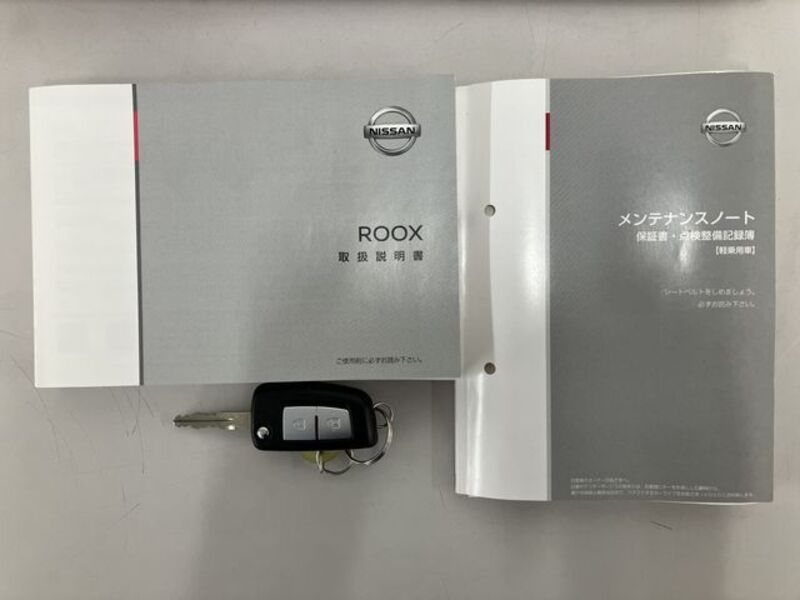 NISSAN
ROOX
取扱説明書
ご使用前に必ずお読み下さい。
NISSAN
メンテナンスノート
保証書・点検整備記録簿
【軽乗用車】
シートベルトをしめましょう。
必ずお読み下さい。